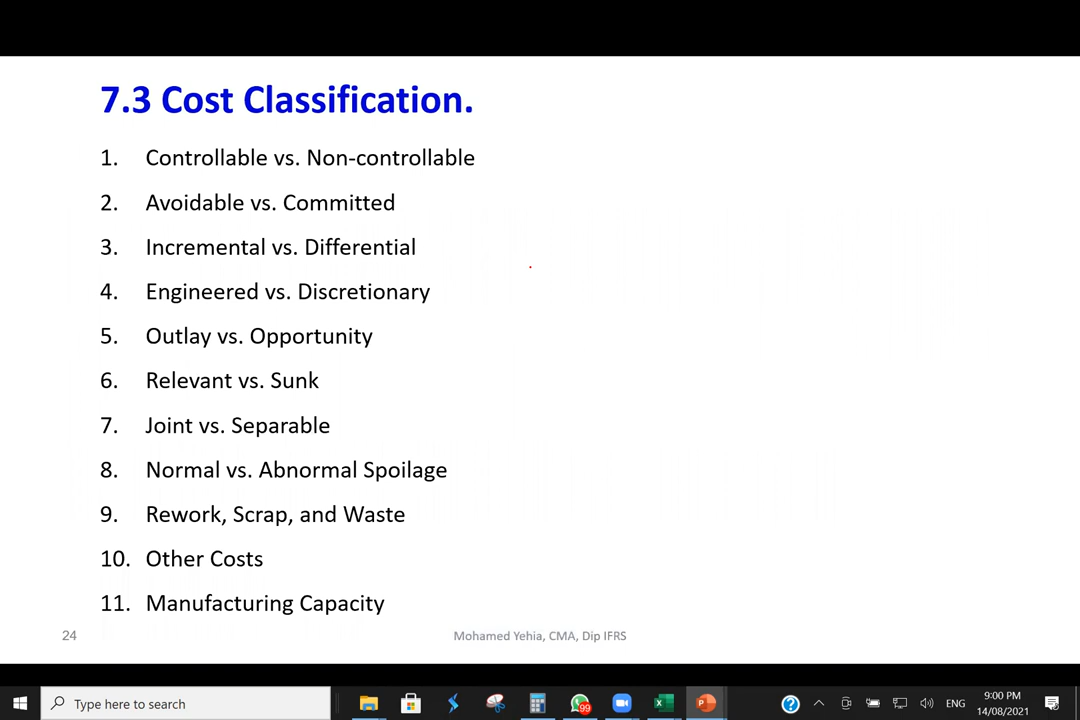 7.3 Cost Classification.
1. Controllable vs. Non-controllable
2. Avoidable vs. Committed
3. Incremental vs. Differential
4. Engineered vs. Discretionary
5. Outlay vs. Opportunity
6. Relevant vs. Sunk
7. Joint vs. Separable
8. Normal vs. Abnormal Spoilage
9. Rework, Scrap, and Waste
10. Other Costs
11. Manufacturing Capacity
24 Mohamed Yehia, CMA, Dip IFRS
Type here to search 99 ENG 9:00 PM
14/08/2021